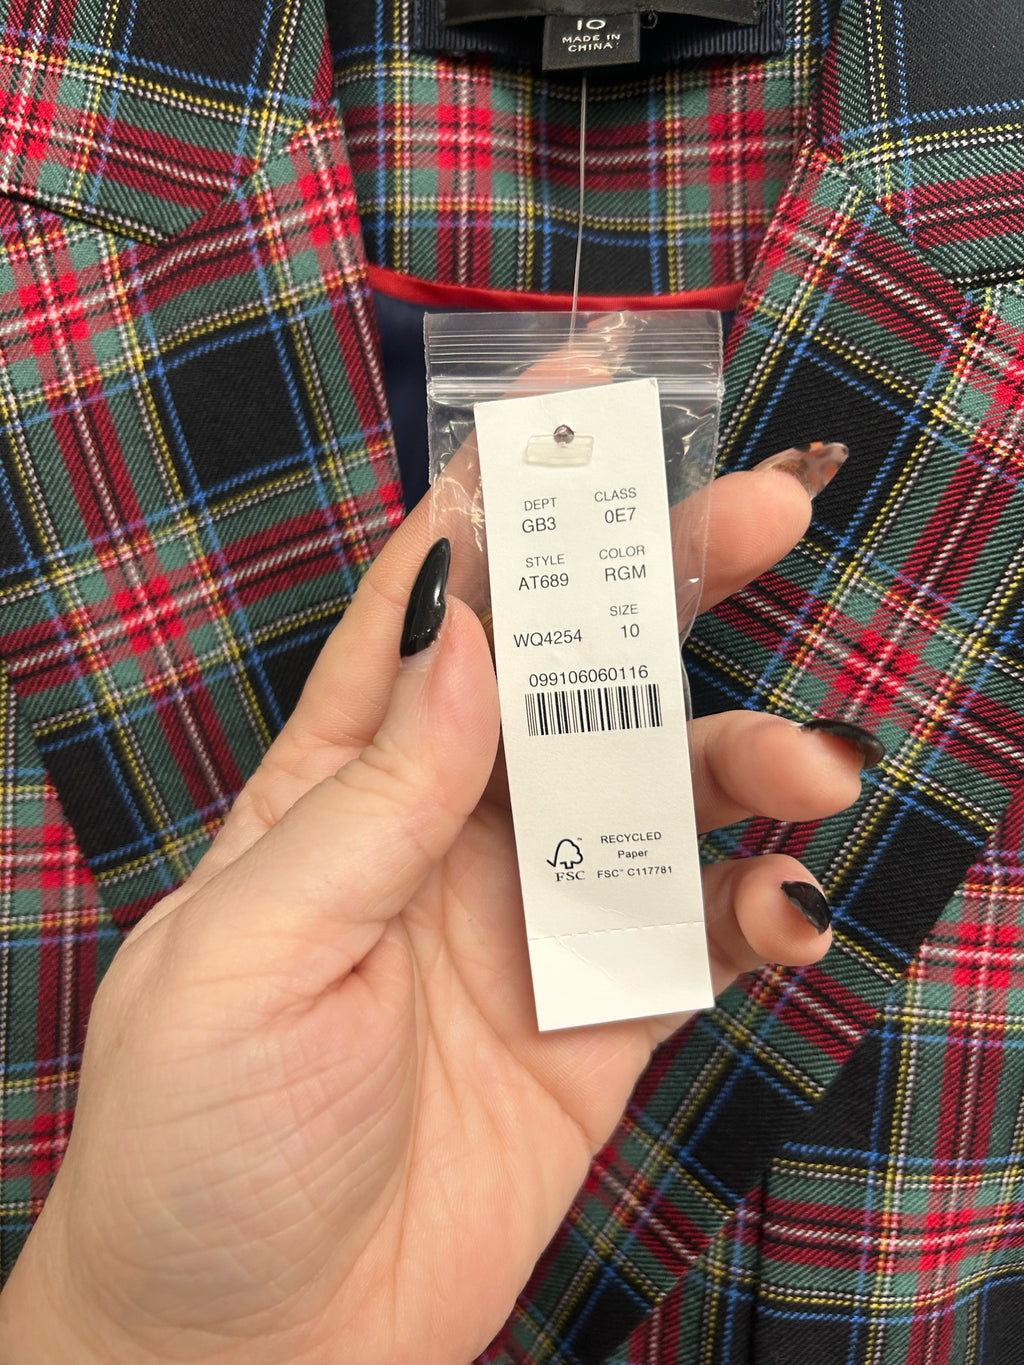 10
MADE IN
CHINA
DEPT CLASS
GB3 0E7
STYLE COLOR
AT689 RGM
SIZE
WQ4254 10
099106060116
FSC
RECYCLED
Paper
FSC™ C117781